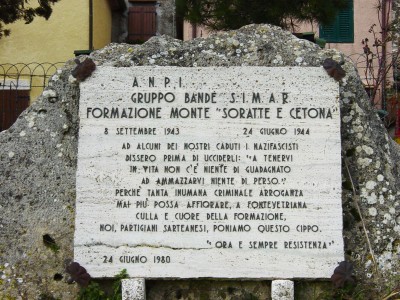 A.N.P.I.
GRUPPO BANDE S.I.M.A.R.
FORMAZIONE MONTE "SORATTE E CETONA"
8 SETTEMBRE 1943 24 GIUGNO 1944
AD ALCUNI DEI NOSTRI CADUTI I NAZIFASCISTI
DISSERO PRIMA DI UCCIDERLI: "A TENERVI
IN VITA NON C'È NIENTE DI GUADAGNATO
AD AMMAZZARVI NIENTE DI PERSO."
PERCHÈ TANTA INUMANA CRIMINALE ARROGANZA
MAI PIÙ POSSA AFFIORARE, A FONTEVETRIANA
CULLA E CUORE DELLA FORMAZIONE,
NOI, PARTIGIANI SARTEANESI, PONIAMO QUESTO CIPPO.
"ORA E SEMPRE RESISTENZA"
24 GIUGNO 1980